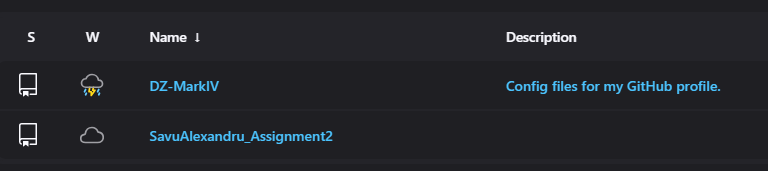 S W Name ↓ Description
DZ-MarkIV Config files for my GitHub profile.
SavuAlexandru_Assignment2